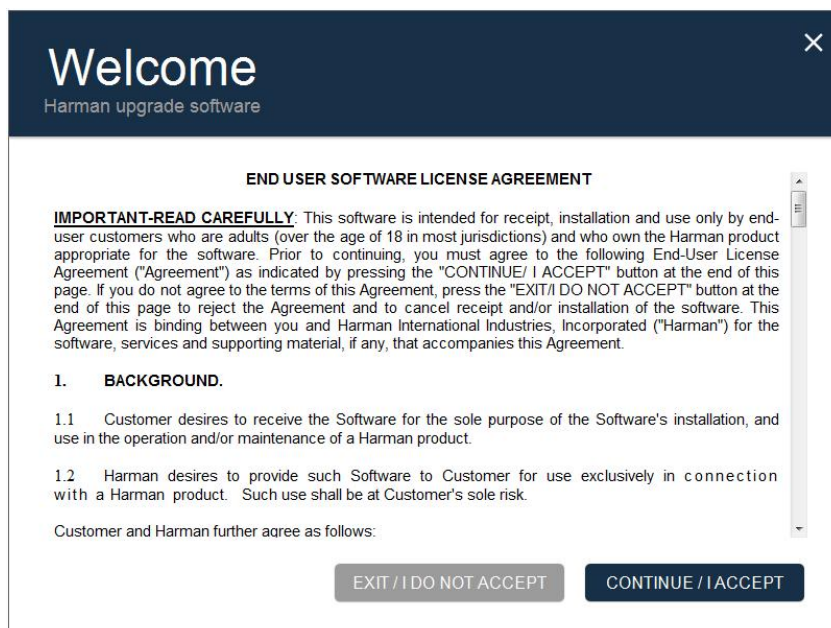 Welcome
Harman upgrade software
END USER SOFTWARE LICENSE AGREEMENT
IMPORTANT-READ CAREFULLY: This software is intended for receipt, installation and use only by end-
user customers who are adults (over the age of 18 in most jurisdictions) and who own the Harman product
appropriate for the software. Prior to continuing, you must agree to the following End-User License
Agreement ("Agreement") as indicated by pressing the "CONTINUE/ I ACCEPT" button at the end of this
page. If you do not agree to the terms of this Agreement, press the "EXIT/I DO NOT ACCEPT" button at the
end of this page to reject the Agreement and to cancel receipt and/or installation of the software. This
Agreement is binding between you and Harman International Industries, Incorporated ("Harman") for the
software, services and supporting material, if any, that accompanies this Agreement.
1. BACKGROUND.
1.1 Customer desires to receive the Software for the sole purpose of the Software's installation, and
use in the operation and/or maintenance of a Harman product.
1.2 Harman desires to provide such Software to Customer for use exclusively in connection
with a Harman product. Such use shall be at Customer's sole risk.
Customer and Harman further agree as follows:
EXIT / I DO NOT ACCEPT
CONTINUE / I ACCEPT